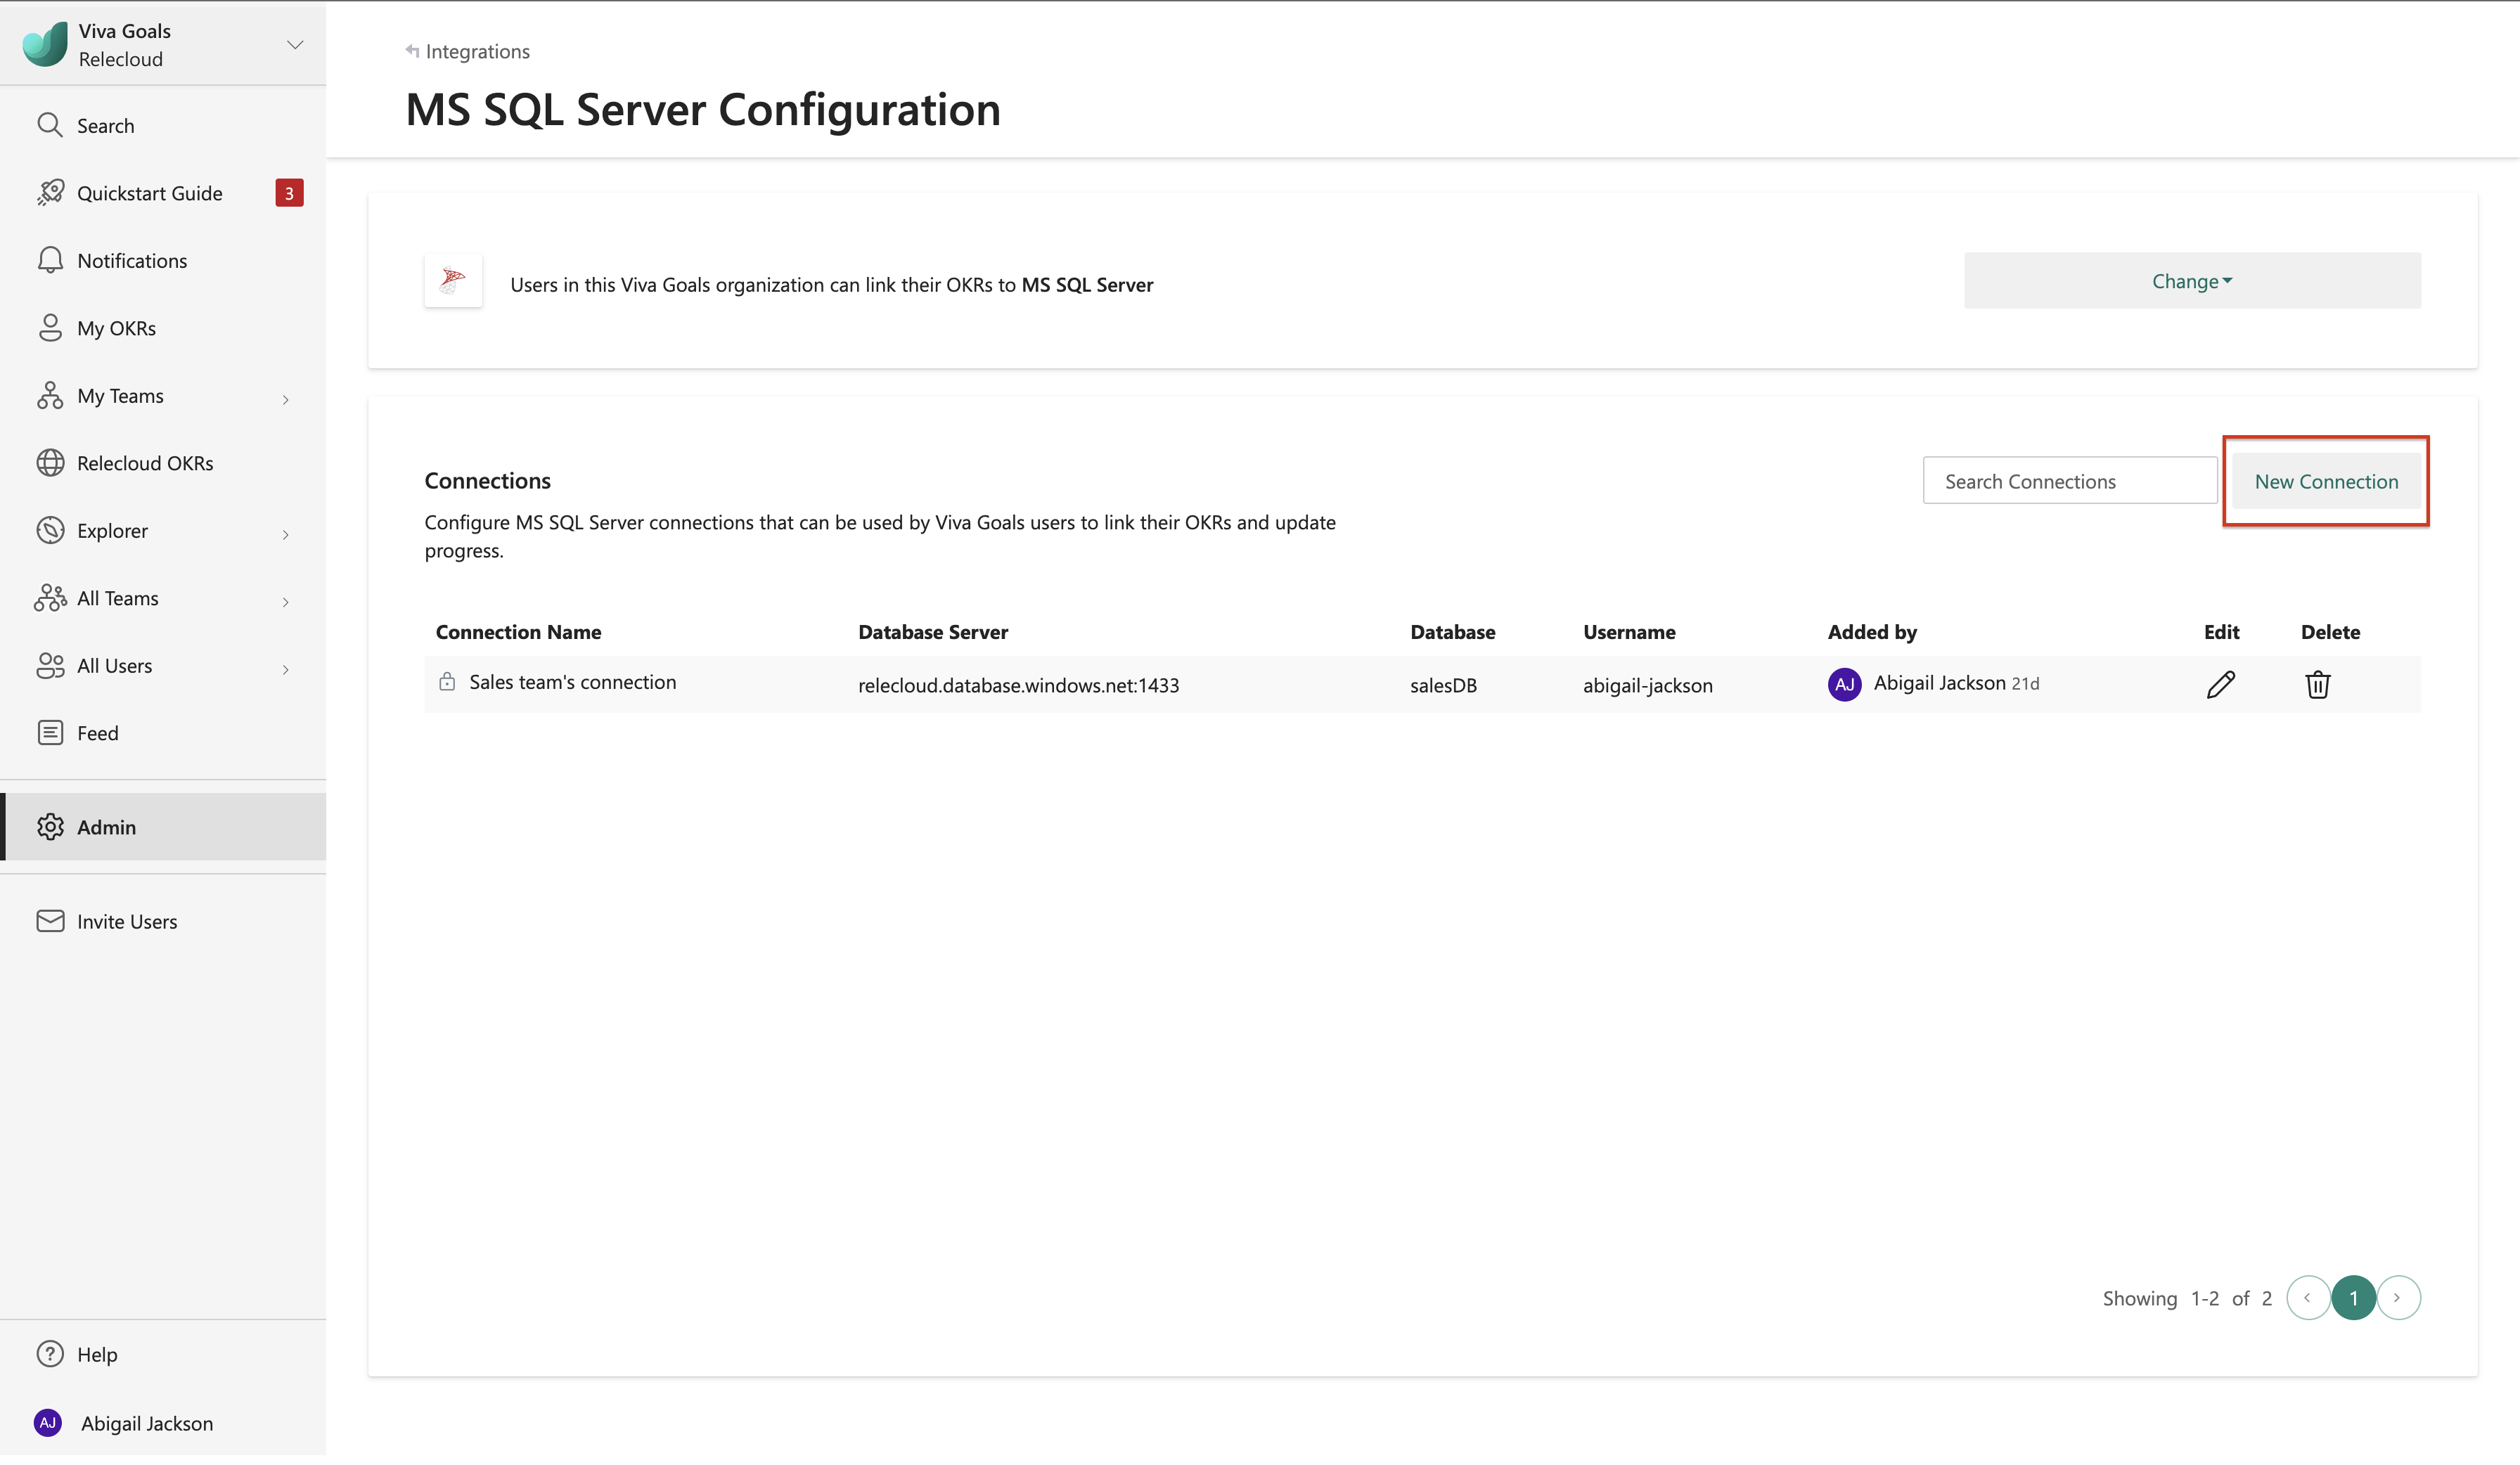 Viva Goals
Relecloud
Search
Quickstart Guide 3
Notifications
My OKRs
My Teams
Relecloud OKRs
Explorer
All Teams
All Users
Feed
Admin
Invite Users
Help
AJ Abigail Jackson
Integrations
MS SQL Server Configuration
Users in this Viva Goals organization can link their OKRs to MS SQL Server
Change
Connections
Search Connections
New Connection
Configure MS SQL Server connections that can be used by Viva Goals users to link their OKRs and update
progress.
Connection Name Database Server Database Username Added by Edit Delete
Sales team's connection relecloud.database.windows.net:1433 salesDB abigail-jackson AJ Abigail Jackson 21d
Showing 1-2 of 2 1